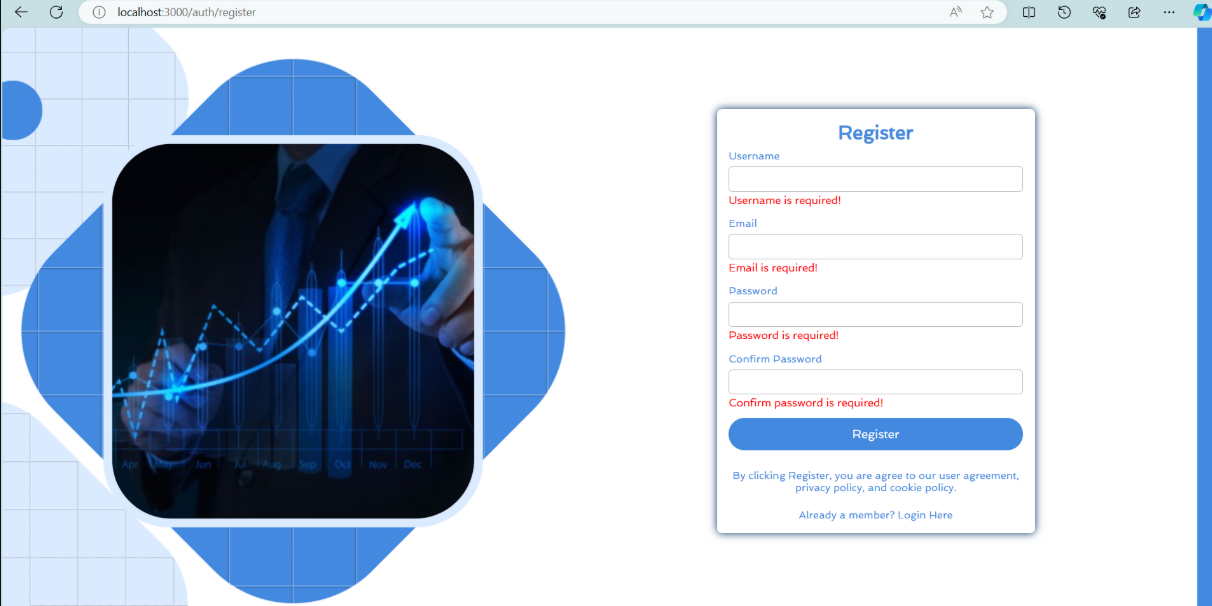 localhost:3000/auth/register
Register
Username
Username is required!
Email
Email is required!
Password
Password is required!
Confirm Password
Confirm password is required!
Register
By clicking Register, you are agree to our user agreement,
privacy policy, and cookie policy.
Already a member? Login Here
Apr May Jun Jul Aug Sep Oct Nov Dec